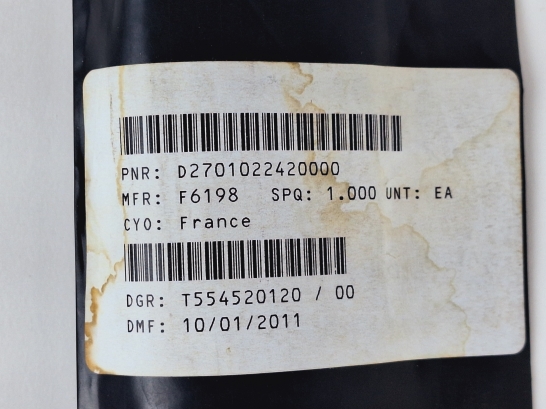 PNR: D2701022420000
MFR: F6198 SPQ: 1.000 UNT: EA
CYO: France
DGR: T554520120 / 00
DMF: 10/01/2011